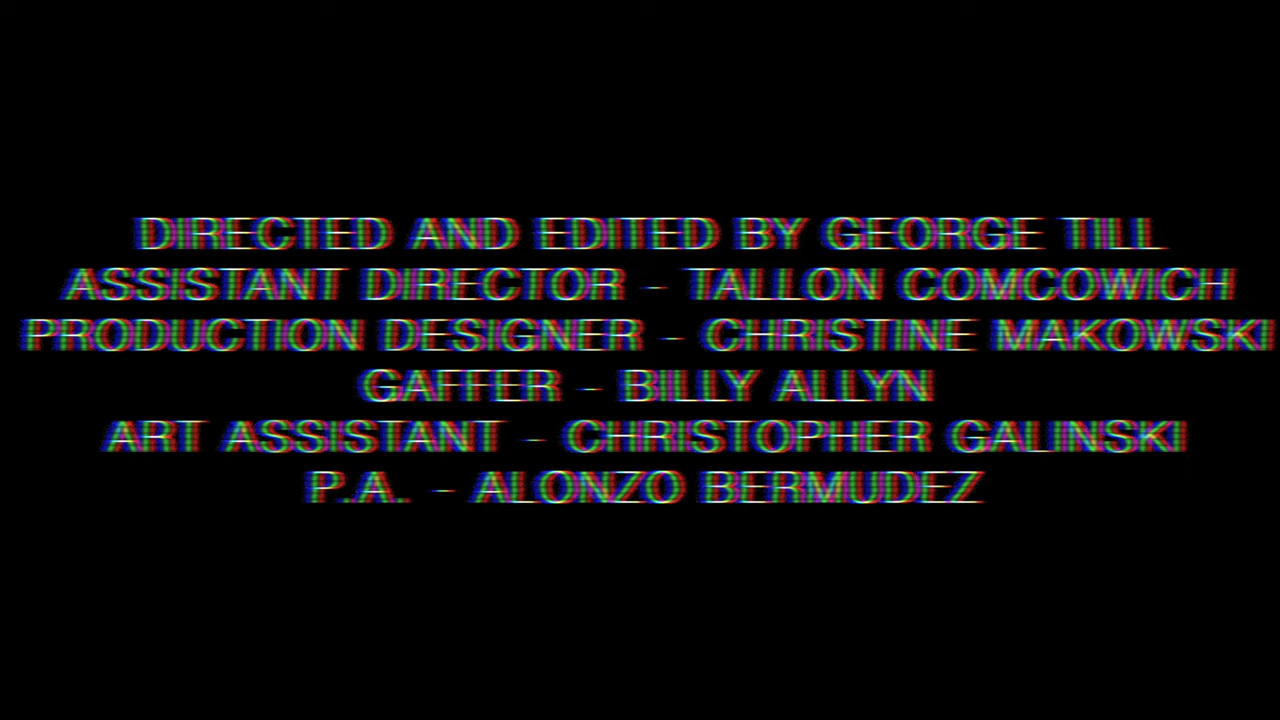 DIRECTED AND EDITED BY GEORGE TILL
ASSISTANT DIRECTOR - TALLON COMCOWICH
PRODUCTION DESIGNER - CHRISTINE MAKOWSKI
GAFFER - BILLY ALLYN
ART ASSISTANT - CHRISTOPHER GALINSKI
P.A. - ALONZO BERMUDEZ